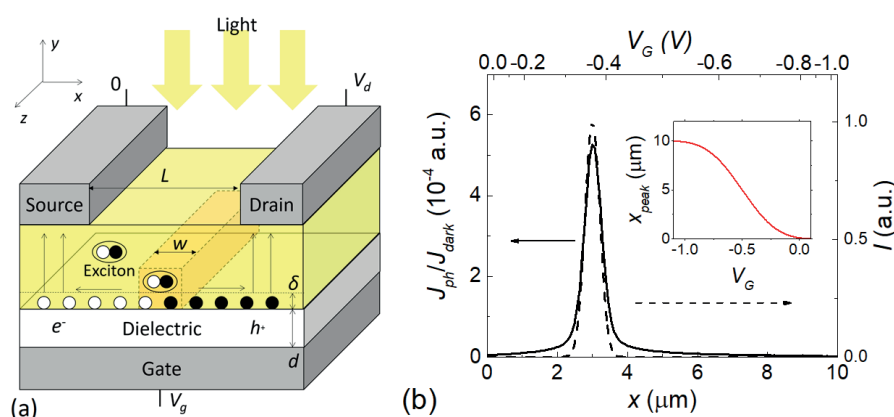 Light
y
x
z
0
V_d
L
Source
Drain
w
Exciton
δ
e⁻
Dielectric
h⁺
d
Gate
V_g
(a)
V_G (V)
0.0 -0.2 -0.4 -0.6 -0.8 -1.0
J_ph/J_dark (10⁻⁴ a.u.)
6
4
2
0
x_peak (μm)
10
5
0
-1.0 -0.5 0.0
V_G
1.0
0.5
0.0
I (a.u.)
0 2 4 6 8 10
x (μm)
(b)